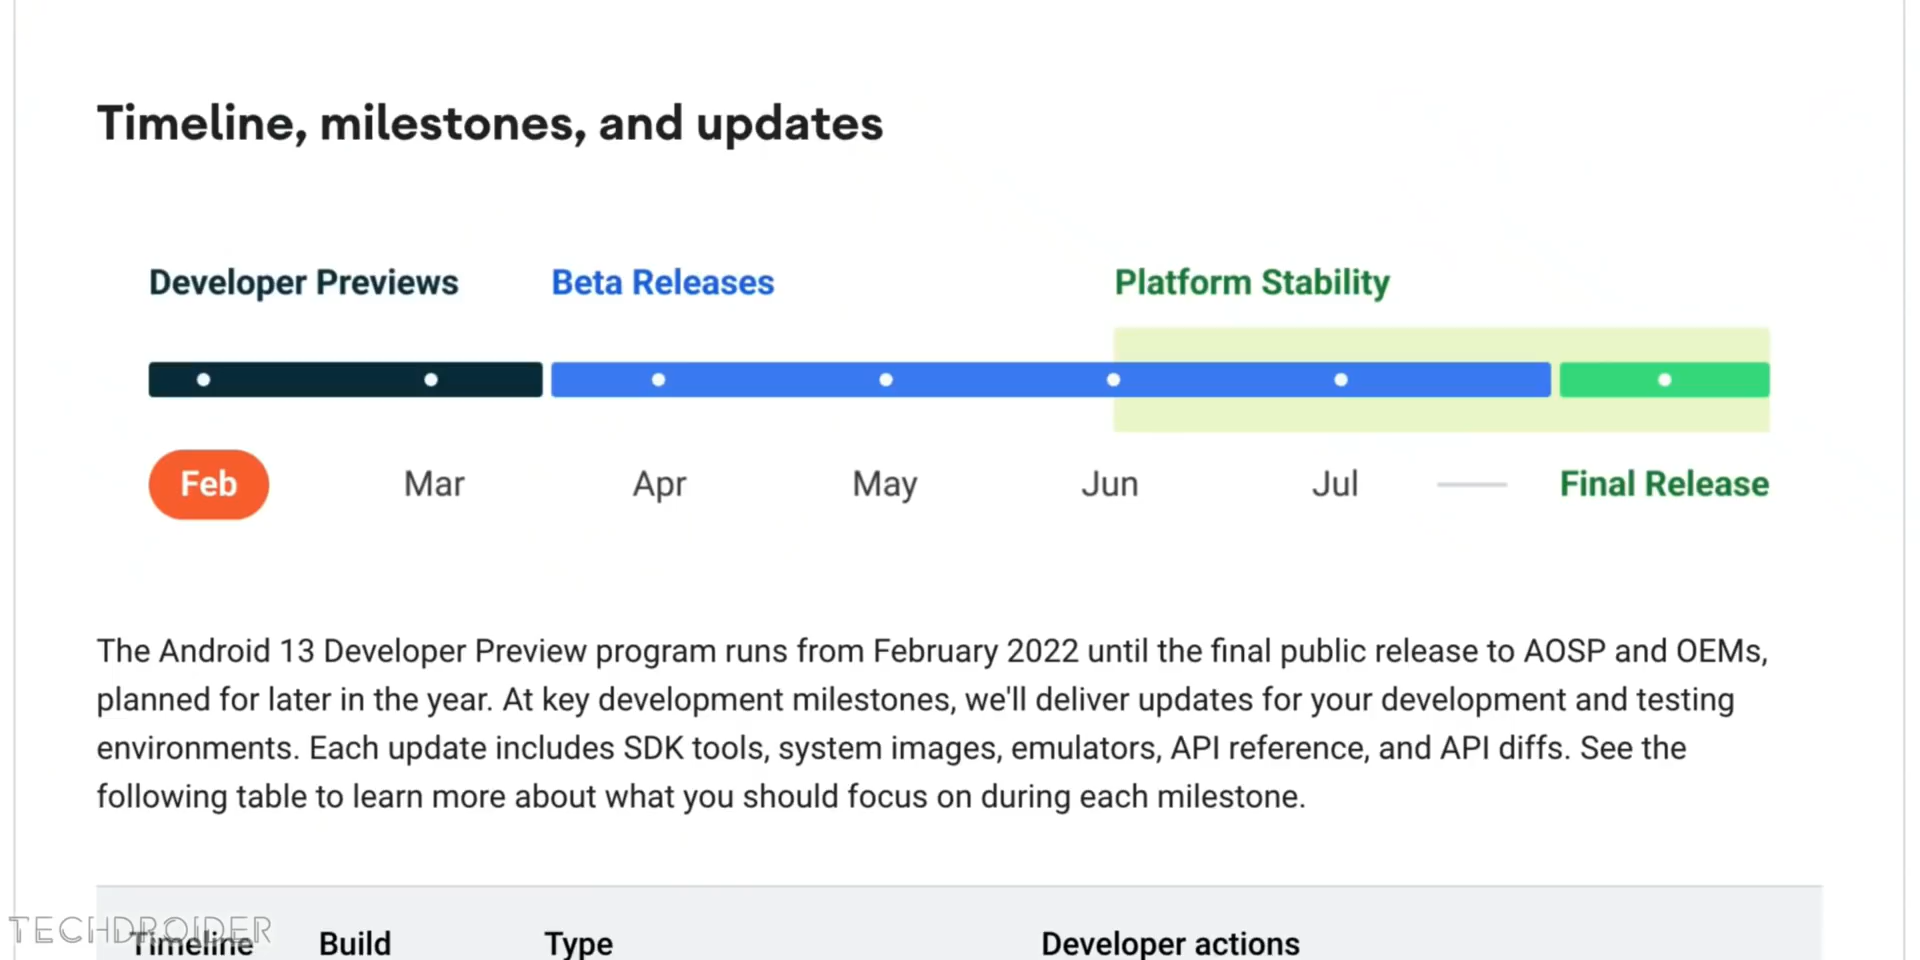 Timeline, milestones, and updates
Developer Previews Beta Releases Platform Stability
Feb Mar Apr May Jun Jul Final Release
The Android 13 Developer Preview program runs from February 2022 until the final public release to AOSP and OEMs,
planned for later in the year. At key development milestones, we'll deliver updates for your development and testing
environments. Each update includes SDK tools, system images, emulators, API reference, and API diffs. See the
following table to learn more about what you should focus on during each milestone.
TECHDROIDER
Timeline Build Type Developer actions